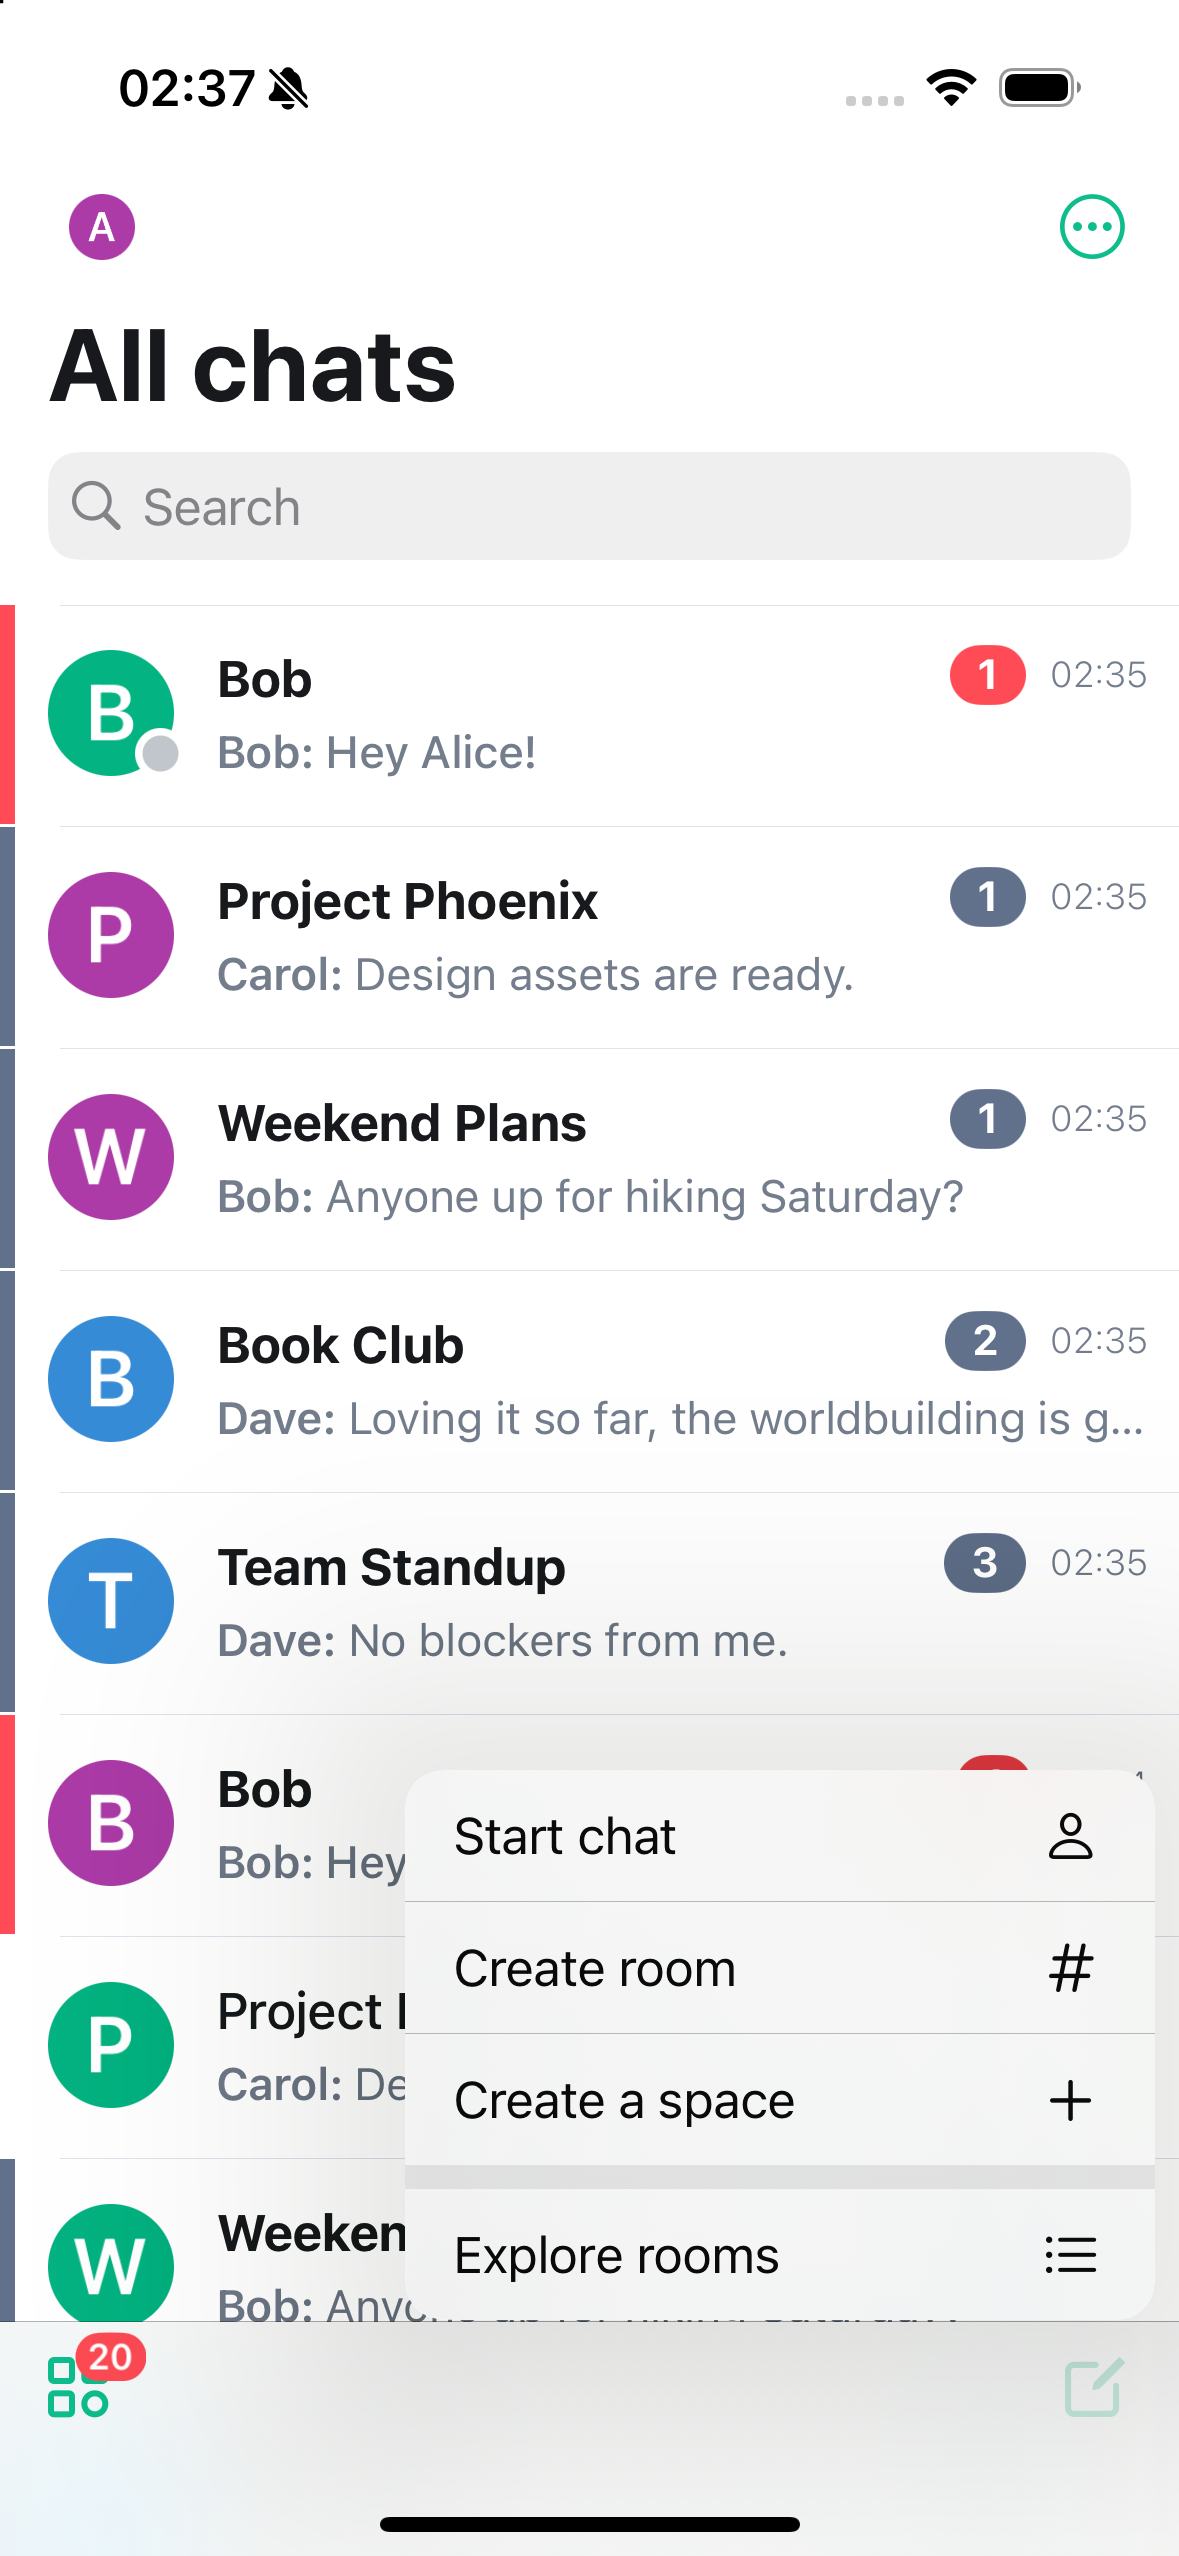 02:37
A
All chats
Search
B
Bob
1
02:35
Bob: Hey Alice!
P
Project Phoenix
1
02:35
Carol: Design assets are ready.
W
Weekend Plans
1
02:35
Bob: Anyone up for hiking Saturday?
B
Book Club
2
02:35
Dave: Loving it so far, the worldbuilding is g...
T
Team Standup
3
02:35
Dave: No blockers from me.
B
Bob
Bob: Hey
Start chat
Create room
P
Project
Carol: De
Create a space
W
Weeken
Explore rooms
Bob:
20